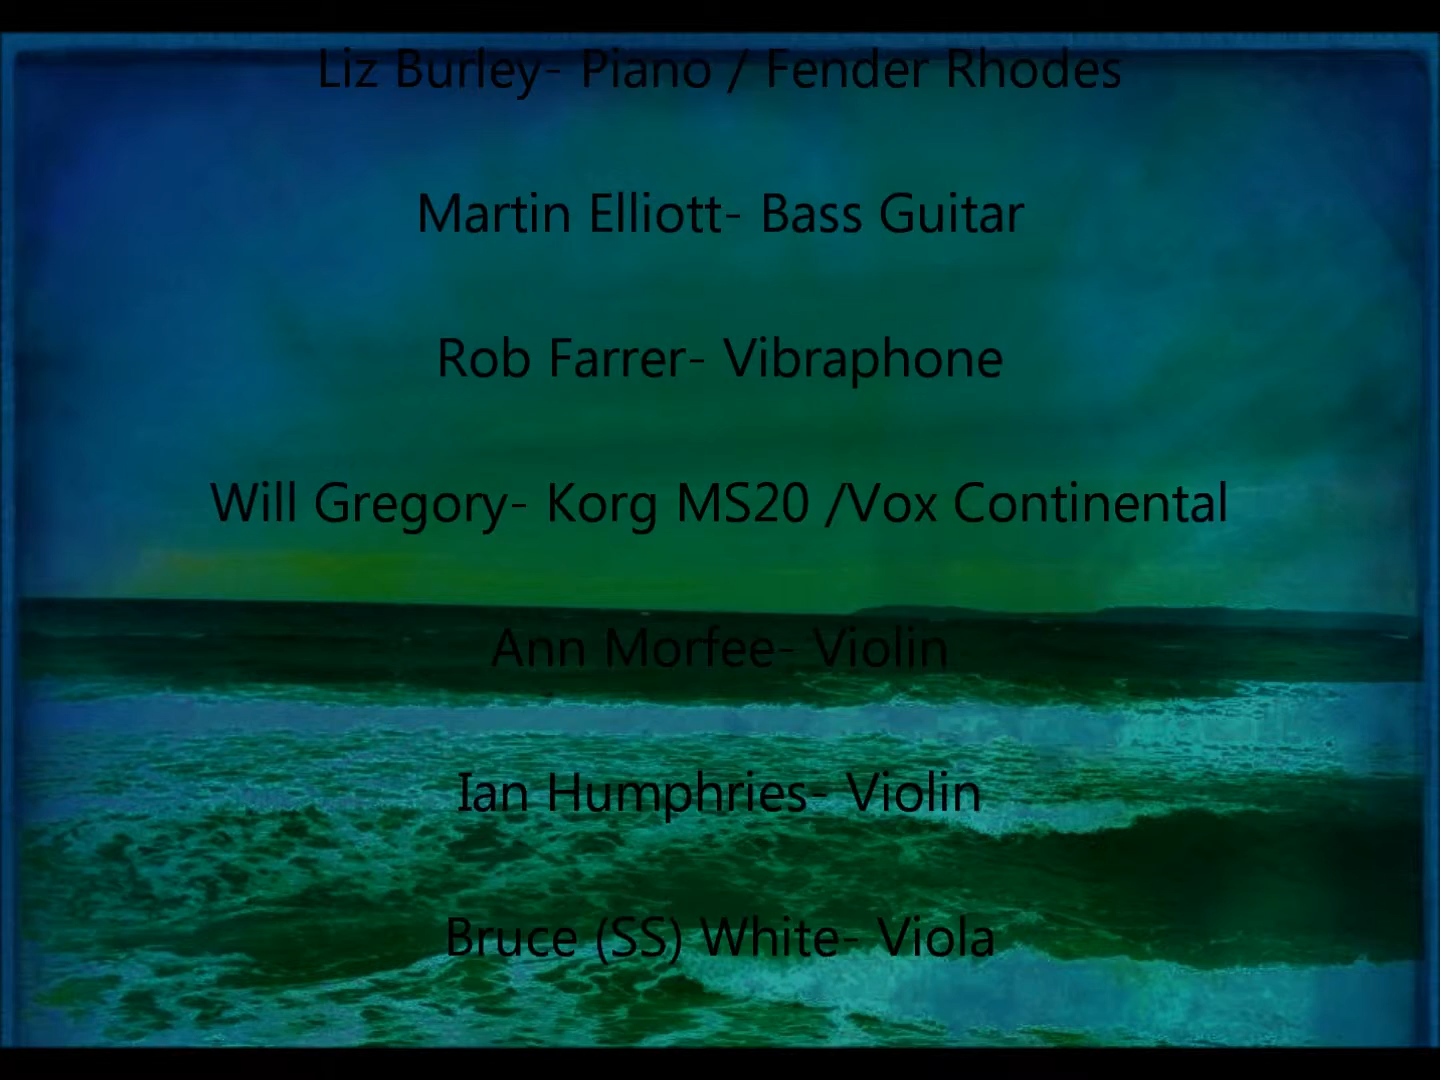 Liz Burley- Piano / Fender Rhodes
Martin Elliott- Bass Guitar
Rob Farrer- Vibraphone
Will Gregory- Korg MS20 /Vox Continental
Ann Morfee- Violin
Ian Humphries- Violin
Bruce (SS) White- Viola